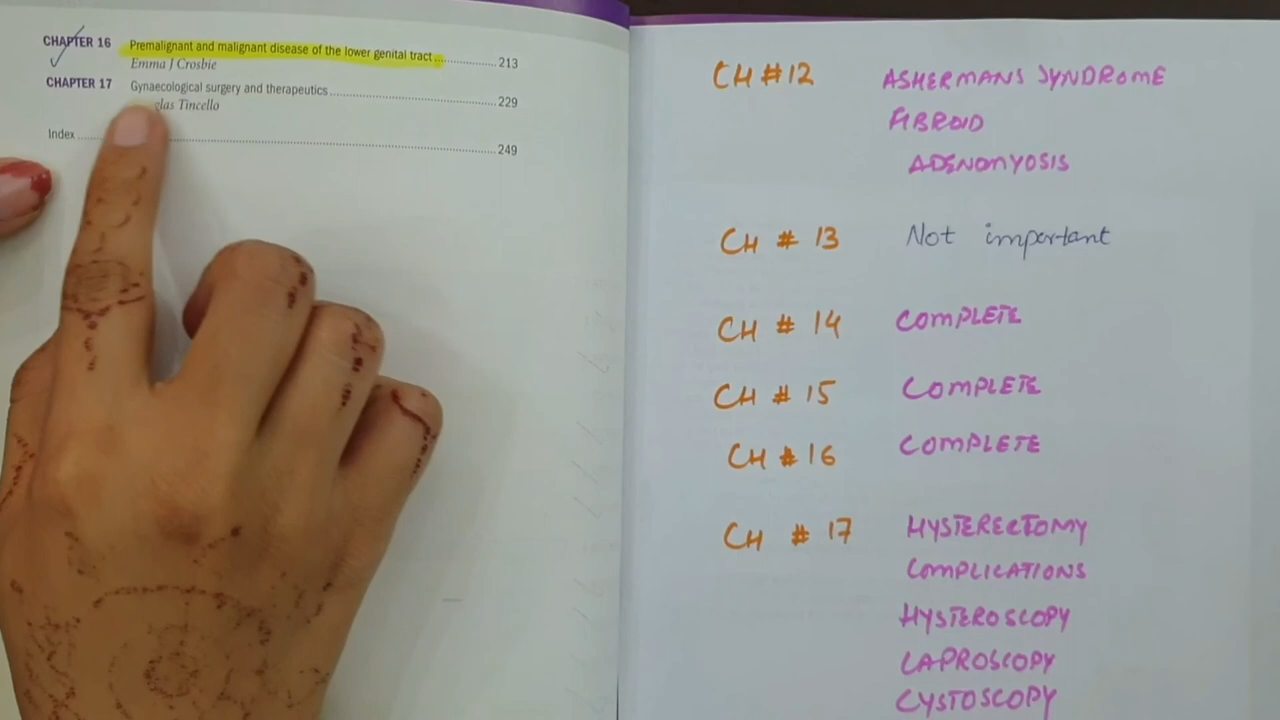 CHAPTER 16 Premalignant and malignant disease of the lower genital tract 213
Emma J Crosbie
CHAPTER 17 Gynaecological surgery and therapeutics 229
glas Tincello
Index 249
CH #12 ASHERMANS SYNDROME
FIBROID
ADENOMYOSIS
CH # 13 Not important
CH # 14 COMPLETE
CH # 15 COMPLETE
CH # 16 COMPLETE
CH # 17 HYSTERECTOMY
COMPLICATIONS
HYSTEROSCOPY
LAPROSCOPY
CYSTOSCOPY